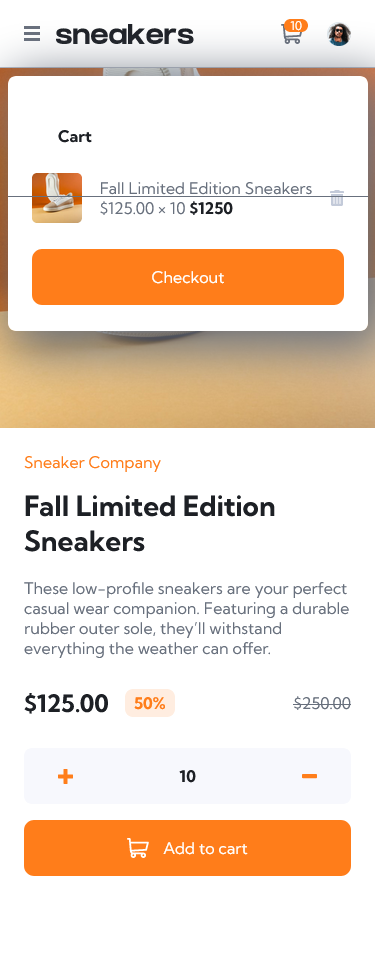 sneakers
10
Cart
Fall Limited Edition Sneakers
$125.00 × 10 $1250
Checkout
Sneaker Company
Fall Limited Edition
Sneakers
These low-profile sneakers are your perfect
casual wear companion. Featuring a durable
rubber outer sole, they’ll withstand
everything the weather can offer.
$125.00 50% $250.00
+ 10 −
Add to cart